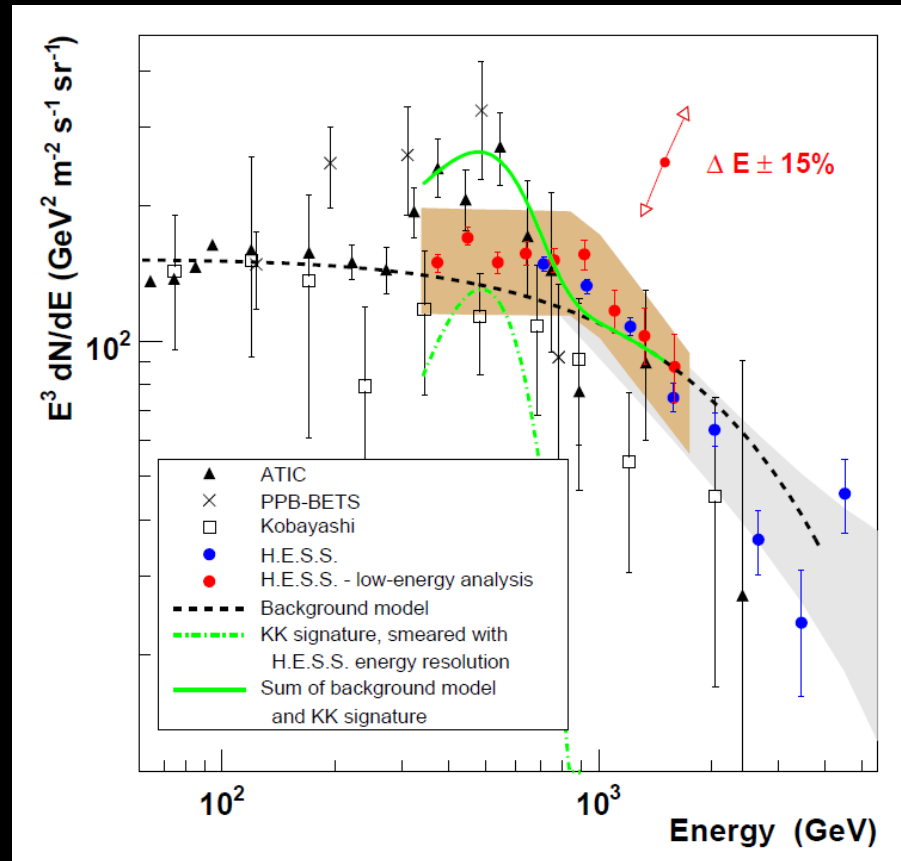 E³ dN/dE (GeV² m⁻² s⁻¹ sr⁻¹)
Δ E ± 15%
10²
ATIC
PPB-BETS
Kobayashi
H.E.S.S.
H.E.S.S. - low-energy analysis
Background model
KK signature, smeared with
H.E.S.S. energy resolution
Sum of background model
and KK signature
10²
10³
Energy (GeV)